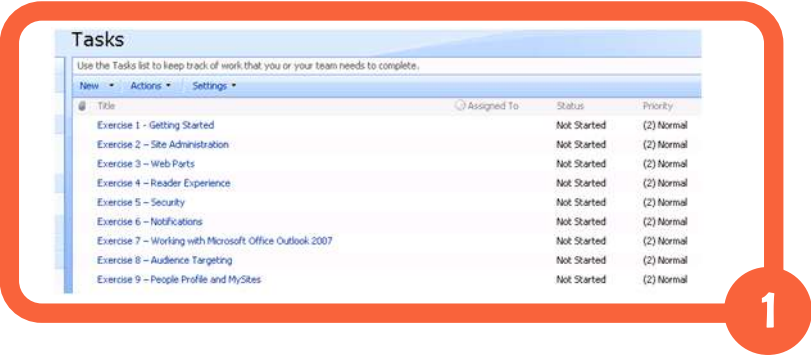 Tasks
Use the Tasks list to keep track of work that you or your team needs to complete.
New Actions Settings
Title Assigned To Status Priority
Exercise 1 - Getting Started Not Started (2) Normal
Exercise 2 – Site Administration Not Started (2) Normal
Exercise 3 – Web Parts Not Started (2) Normal
Exercise 4 – Reader Experience Not Started (2) Normal
Exercise 5 – Security Not Started (2) Normal
Exercise 6 – Notifications Not Started (2) Normal
Exercise 7 – Working with Microsoft Office Outlook 2007 Not Started (2) Normal
Exercise 8 – Audience Targeting Not Started (2) Normal
Exercise 9 – People Profile and MySites Not Started (2) Normal
1